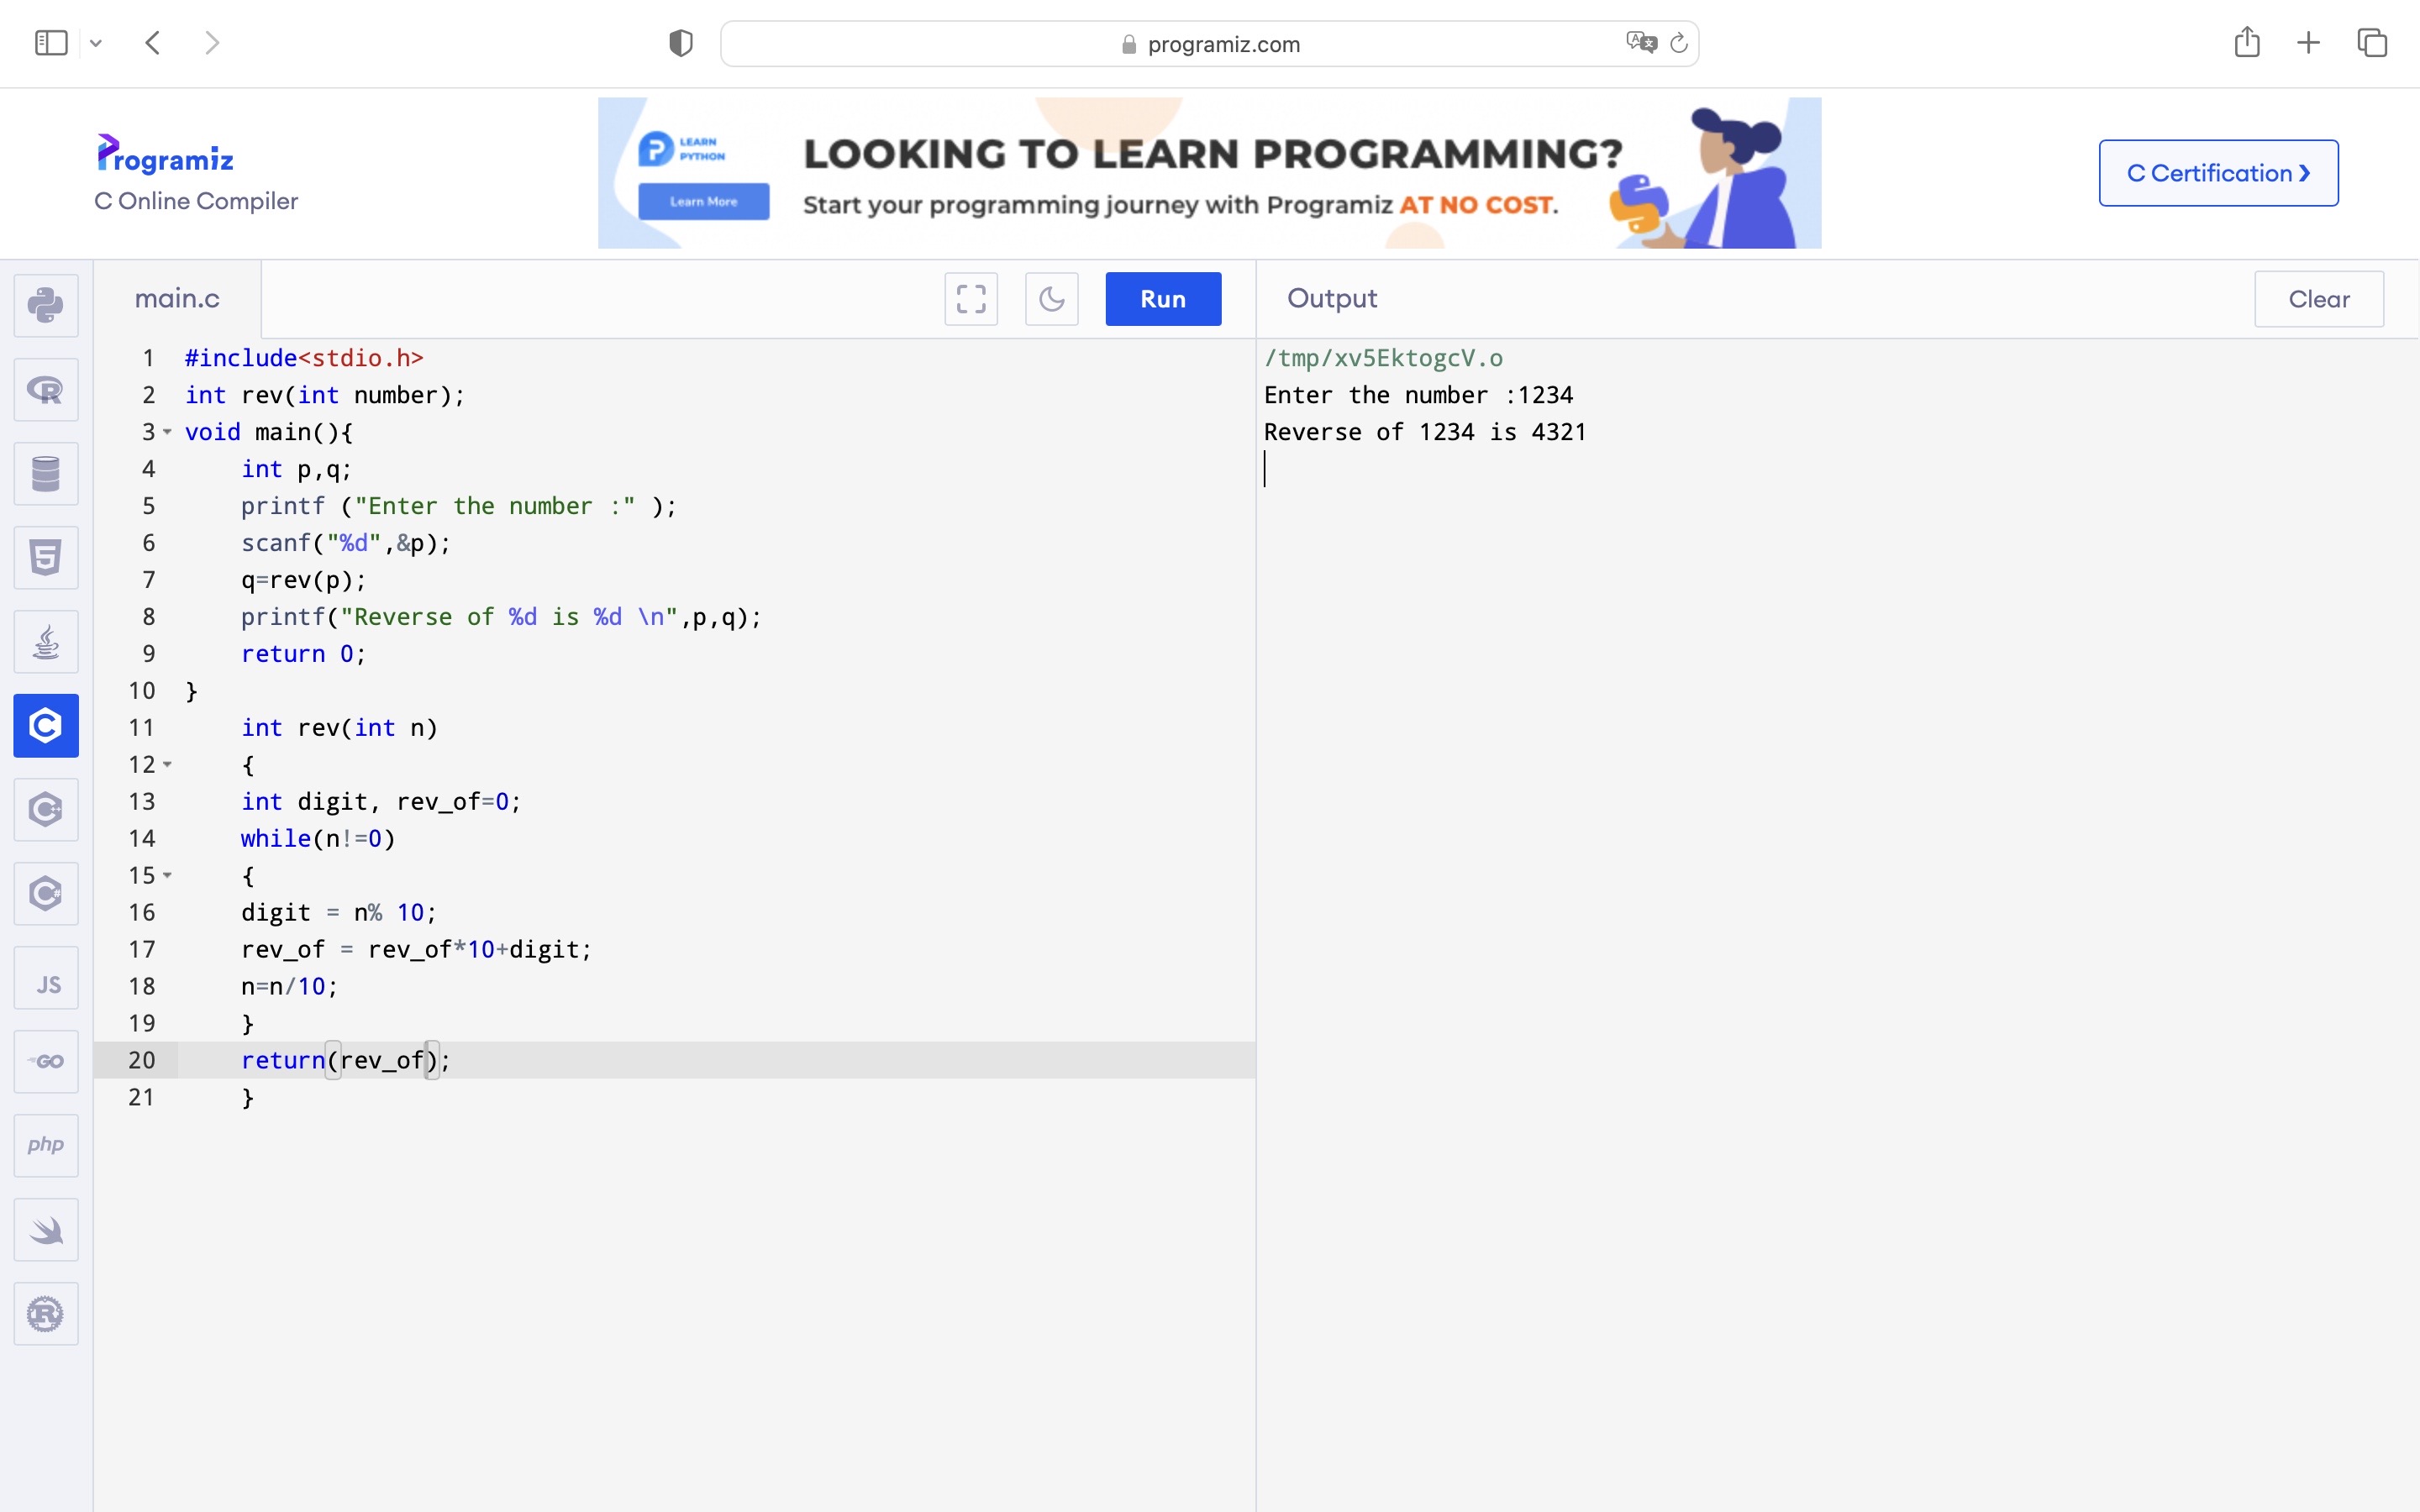 programiz.com
Programiz
C Online Compiler
LEARN
PYTHON
Learn More
LOOKING TO LEARN PROGRAMMING?
Start your programming journey with Programiz AT NO COST.
C Certification ❯
main.c
Run
Output
Clear
1 #include<stdio.h>
2 int rev(int number);
3 void main(){
4     int p,q;
5     printf ("Enter the number :" );
6     scanf("%d",&p);
7     q=rev(p);
8     printf("Reverse of %d is %d \n",p,q);
9     return 0;
10 }
11     int rev(int n)
12     {
13     int digit, rev_of=0;
14     while(n!=0)
15     {
16     digit = n% 10;
17     rev_of = rev_of*10+digit;
18     n=n/10;
19     }
20     return(rev_of);
21     }
/tmp/xv5EktogcV.o
Enter the number :1234
Reverse of 1234 is 4321
R
5
C
C++
C#
JS
GO
php
R